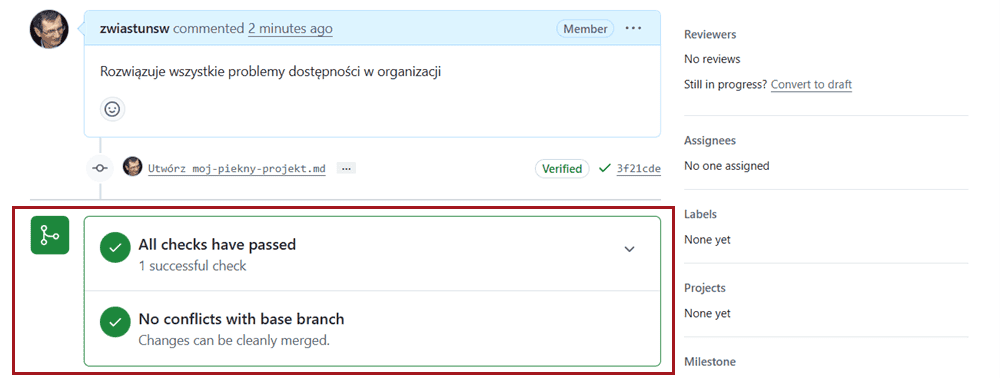 zwiastunsw commented 2 minutes ago
Member
...
Rozwiązuje wszystkie problemy dostępności w organizacji
Utwórz moj-piekny-projekt.md
...
Verified
3f21cde
All checks have passed
1 successful check
No conflicts with base branch
Changes can be cleanly merged.
Reviewers
No reviews
Still in progress? Convert to draft
Assignees
No one assigned
Labels
None yet
Projects
None yet
Milestone